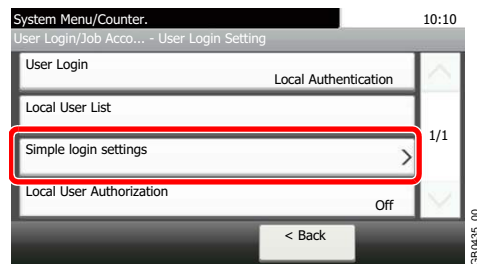 System Menu/Counter.
10:10
User Login/Job Acco... - User Login Setting
User Login
Local Authentication
Local User List
1/1
Simple login settings
Local User Authorization
Off
< Back
GB0435_00